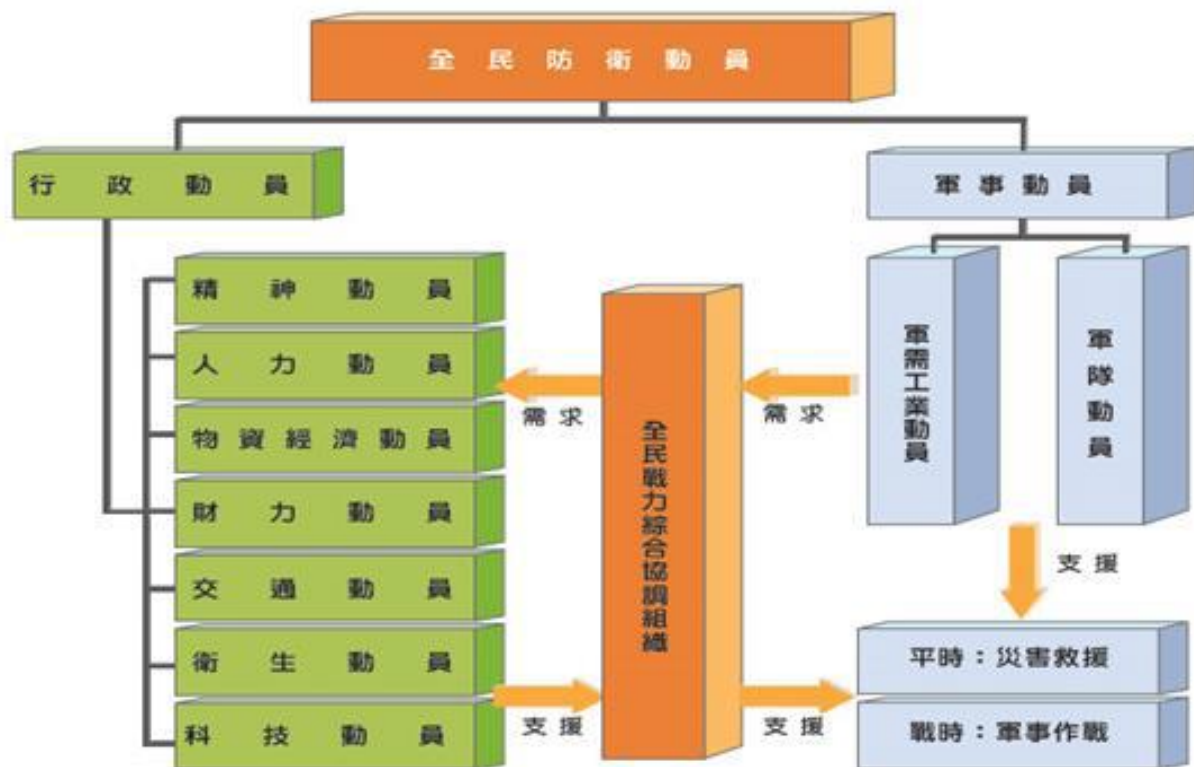 全民防衛動員
行政動員
軍事動員
精神動員
人力動員
物資經濟動員
財力動員
交通動員
衛生動員
科技動員
需求
支援
全民戰力綜合協調組織
需求
支援
軍需工業動員
軍隊動員
支援
平時：災害救援
戰時：軍事作戰